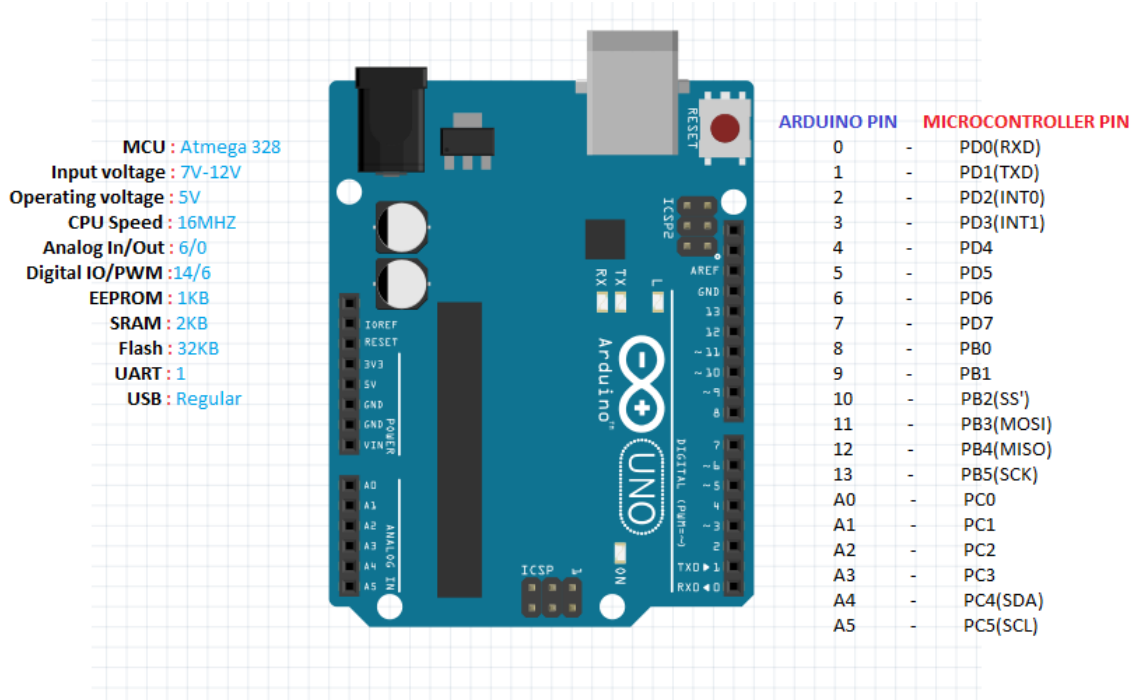 MCU : Atmega 328
Input voltage : 7V-12V
Operating voltage : 5V
CPU Speed : 16MHZ
Analog In/Out : 6/0
Digital IO/PWM :14/6
EEPROM : 1KB
SRAM : 2KB
Flash : 32KB
UART : 1
USB : Regular
RESET
ICSP2
AREF
GND
13
12
~11
~10
~9
8
7
~6
~5
4
~3
2
TXD▶1
RXD◀0
DIGITAL (PWM=~)
RX
TX
L
Arduino™
UNO
ON
ICSP 1
IOREF
RESET
3V3
5V
GND
GND
VIN
POWER
A0
A1
A2
A3
A4
A5
ANALOG IN
ARDUINO PIN - MICROCONTROLLER PIN
0 - PD0(RXD)
1 - PD1(TXD)
2 - PD2(INT0)
3 - PD3(INT1)
4 - PD4
5 - PD5
6 - PD6
7 - PD7
8 - PB0
9 - PB1
10 - PB2(SS')
11 - PB3(MOSI)
12 - PB4(MISO)
13 - PB5(SCK)
A0 - PC0
A1 - PC1
A2 - PC2
A3 - PC3
A4 - PC4(SDA)
A5 - PC5(SCL)